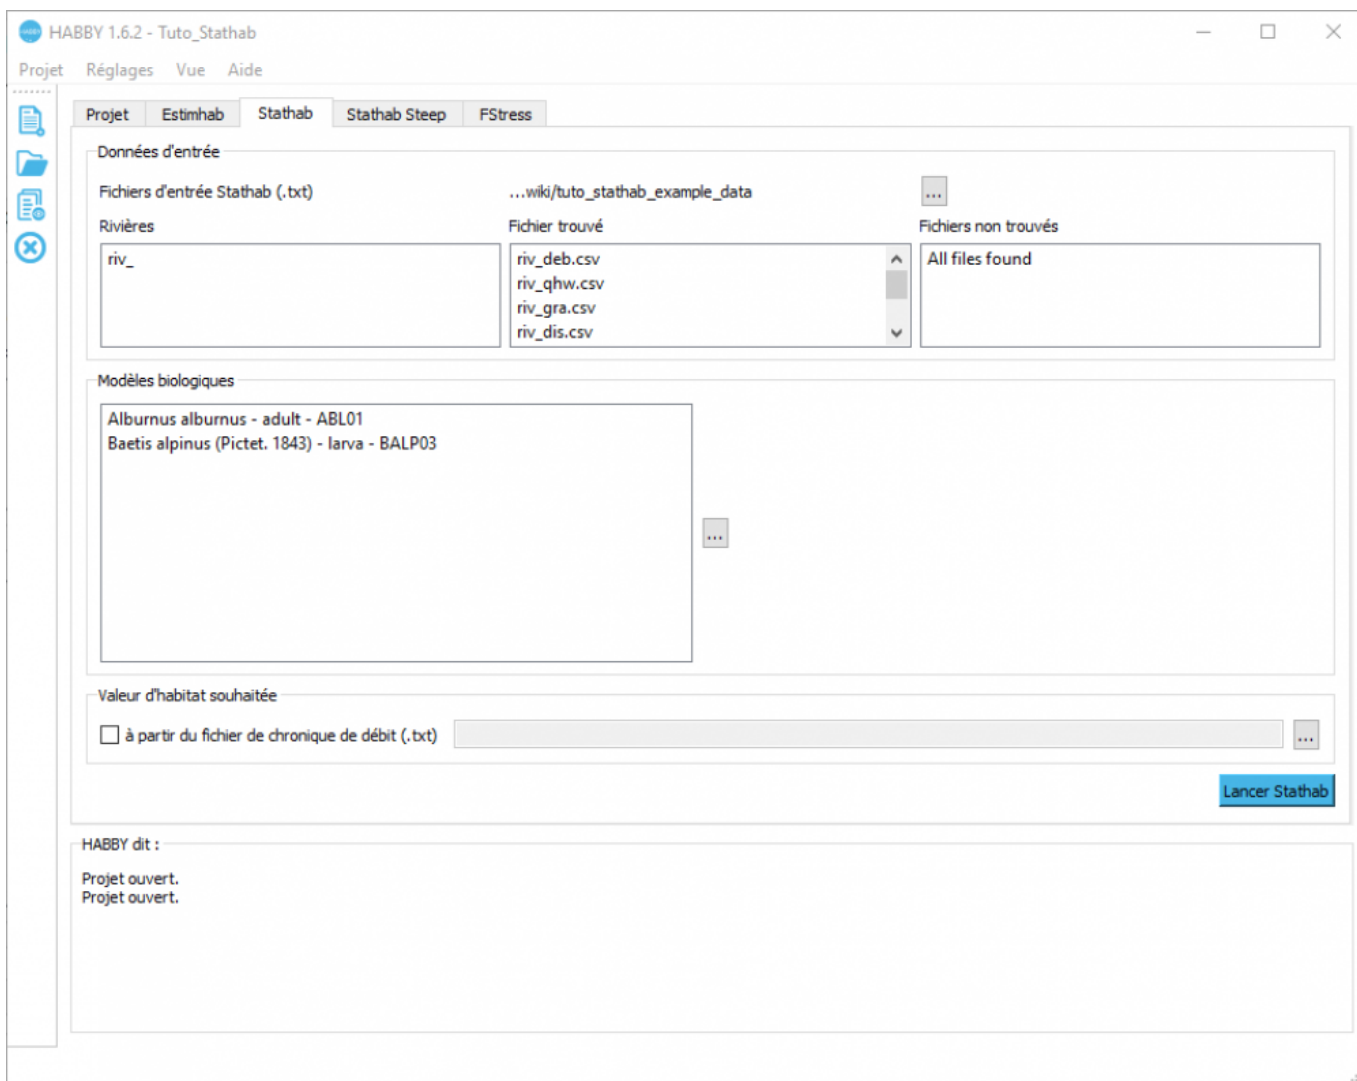 HABBY 1.6.2 - Tuto_Stathab
Projet Réglages Vue Aide
Projet Estimhab Stathab Stathab Steep FStress
Données d'entrée
Fichiers d'entrée Stathab (.txt) ...wiki/tuto_stathab_example_data ...
Rivières Fichier trouvé Fichiers non trouvés
riv_ riv_deb.csv All files found
riv_qhw.csv
riv_gra.csv
riv_dis.csv
Modèles biologiques
Alburnus alburnus - adult - ABL01
Baetis alpinus (Pictet. 1843) - larva - BALP03
...
Valeur d'habitat souhaitée
à partir du fichier de chronique de débit (.txt) ...
Lancer Stathab
HABBY dit :
Projet ouvert.
Projet ouvert.